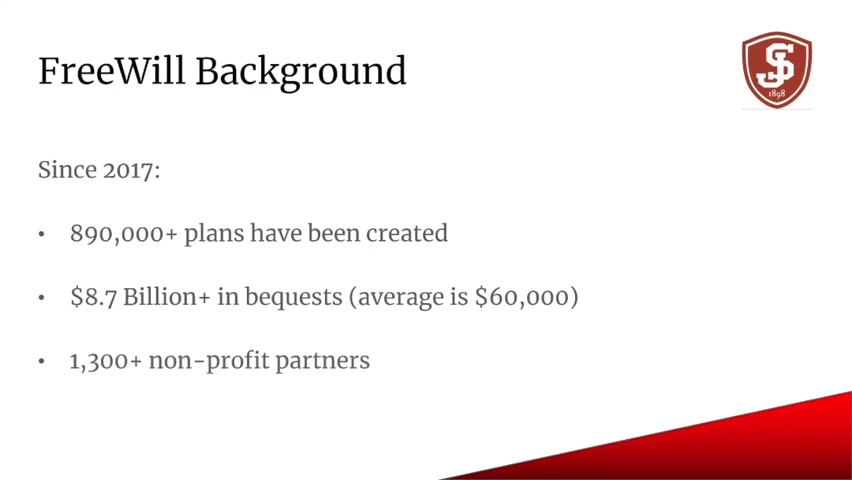 FreeWill Background
SJ
1898
Since 2017:
• 890,000+ plans have been created
• $8.7 Billion+ in bequests (average is $60,000)
• 1,300+ non-profit partners